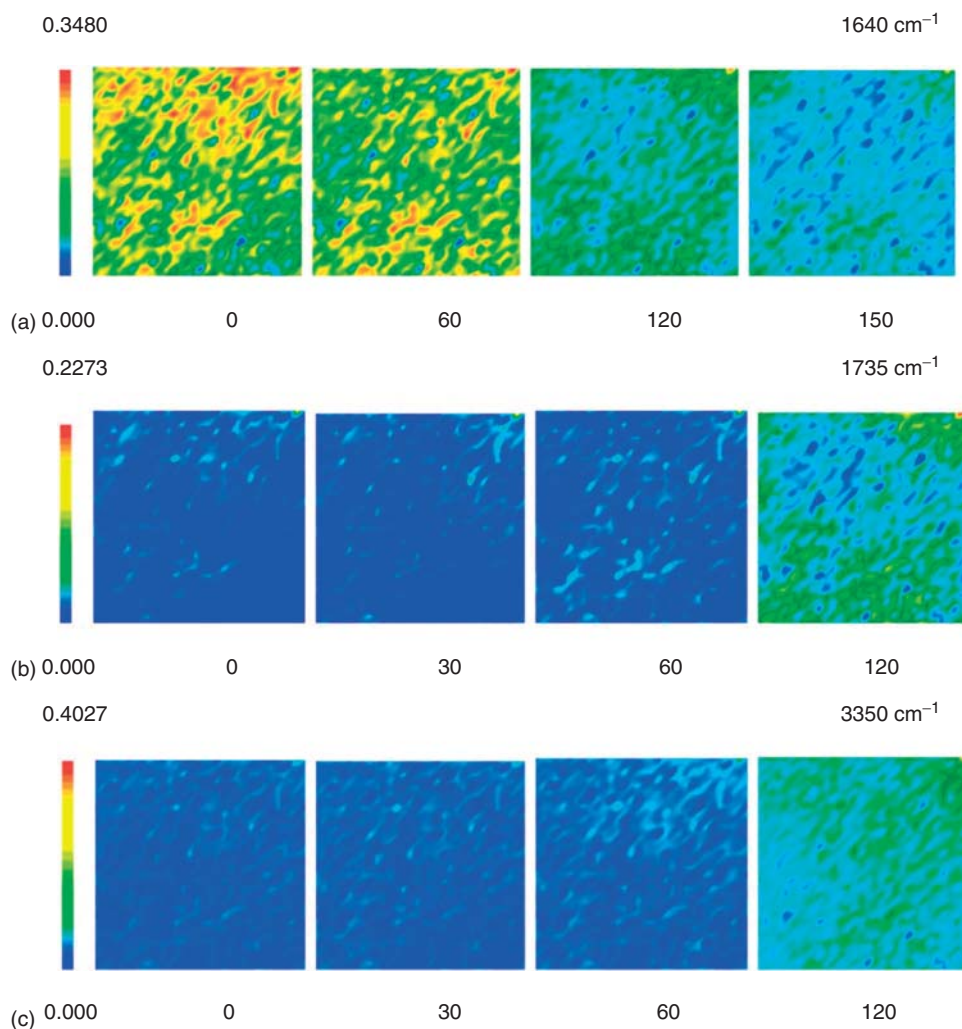 0.3480 1640 cm⁻¹
(a) 0.000 0 60 120 150
0.2273 1735 cm⁻¹
(b) 0.000 0 30 60 120
0.4027 3350 cm⁻¹
(c) 0.000 0 30 60 120